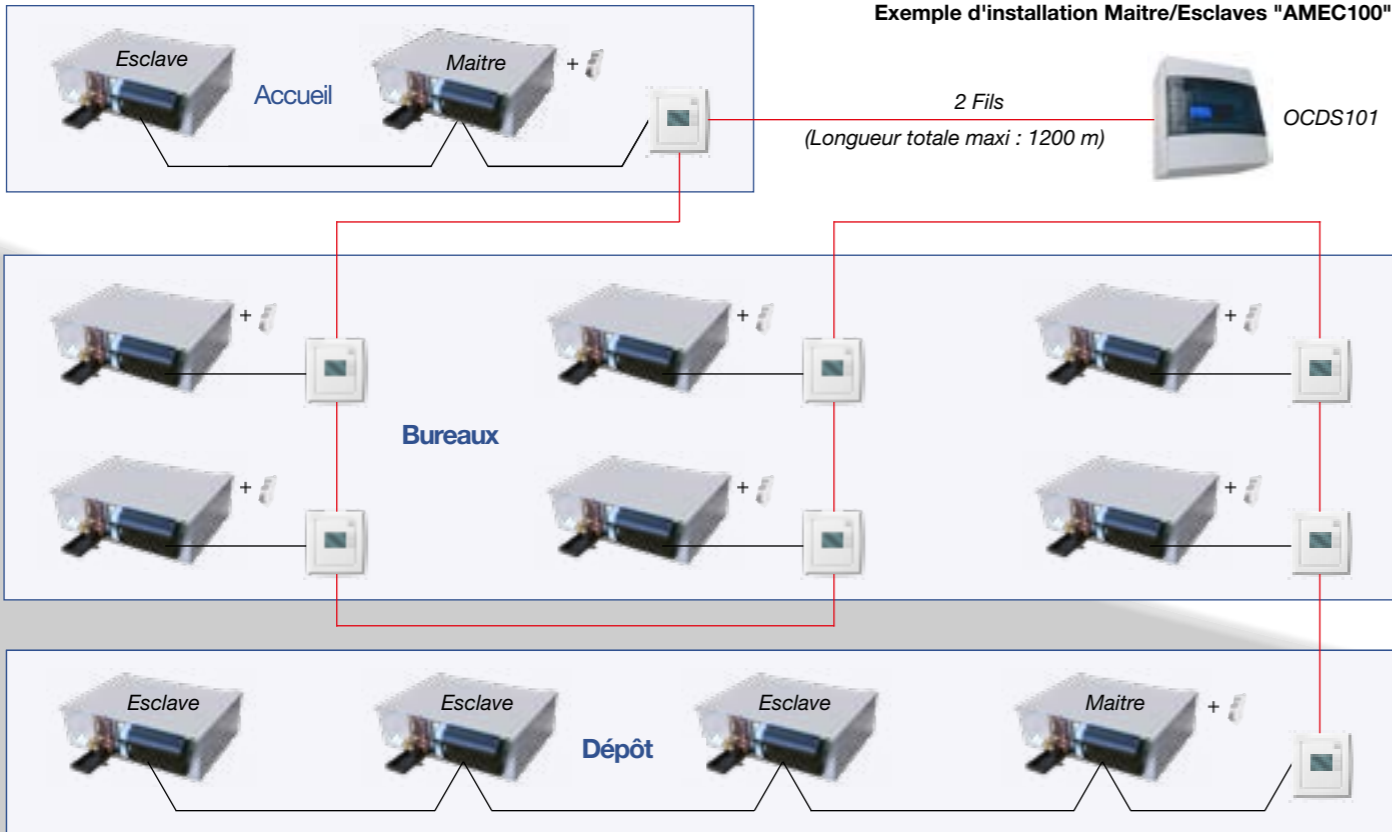 Exemple d'installation Maitre/Esclaves "AMEC100"
Esclave
Maitre
+
Accueil
2 Fils
(Longueur totale maxi : 1200 m)
OCDS101
+
+
+
Bureaux
+
+
+
Esclave
Esclave
Esclave
Maitre
+
Dépôt